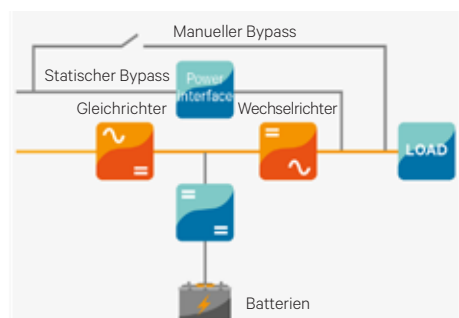 Manueller Bypass
Statischer Bypass
Power
Interface
Gleichrichter
Wechselrichter
LOAD
Batterien